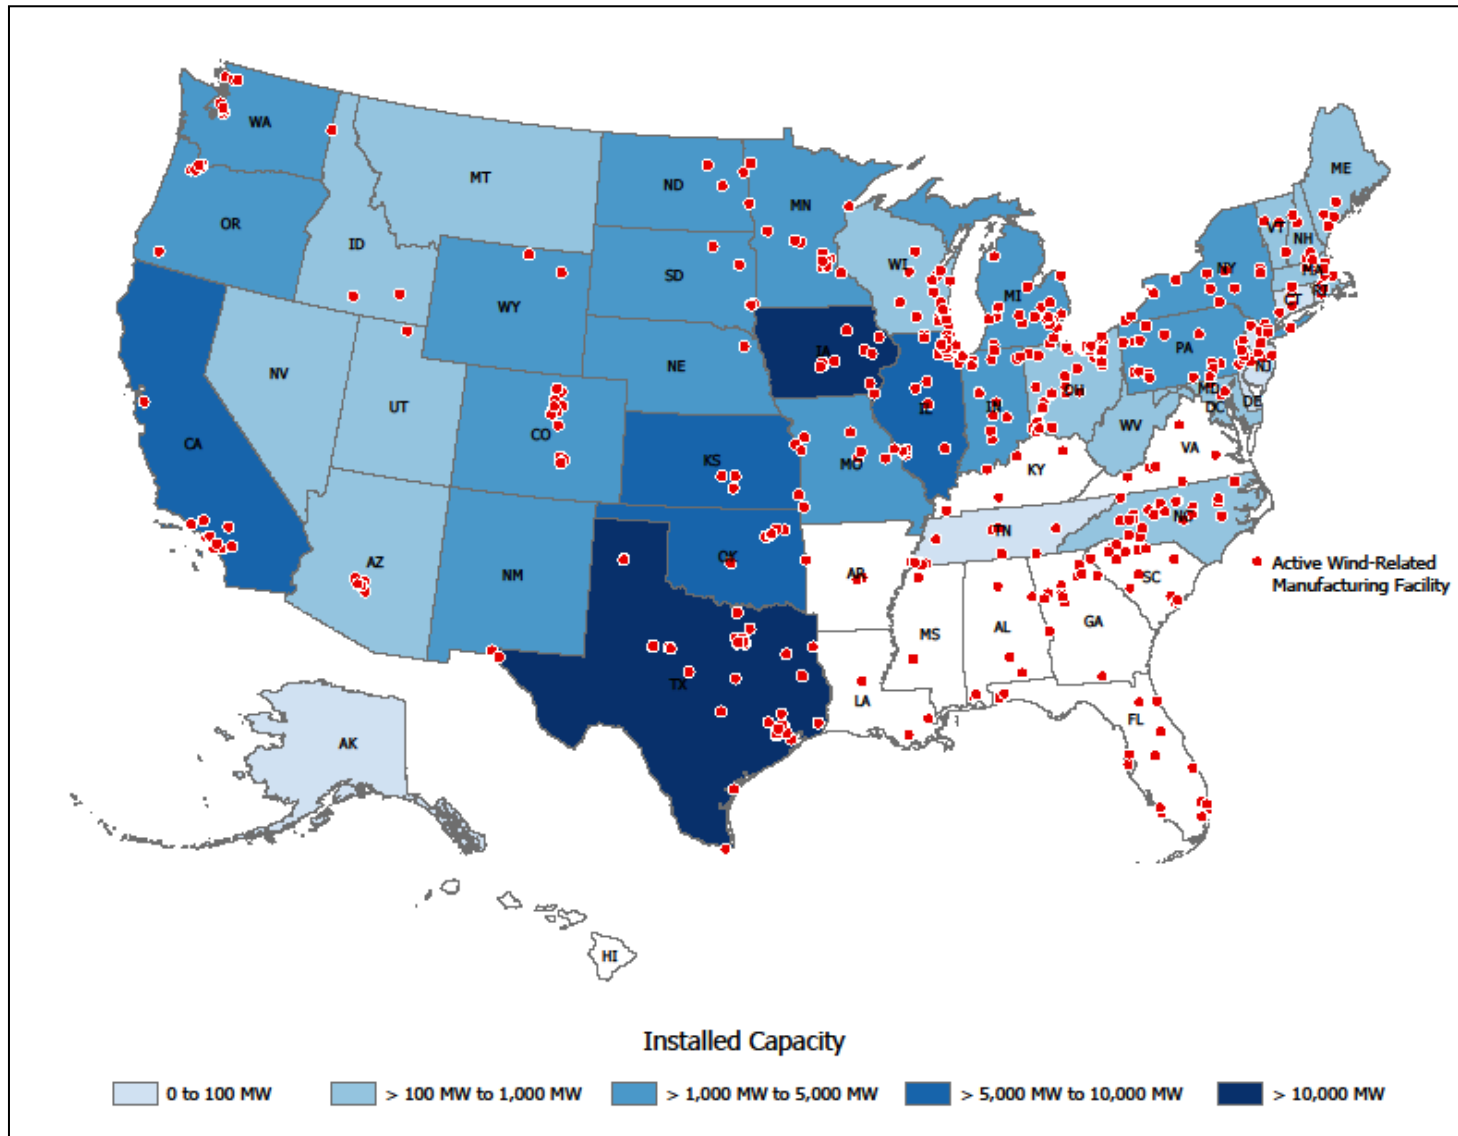 WA
MT
ND
MN
ME
OR
ID
VT
NH
WI
NY
MA
SD
MI
CT
RI
WY
IA
PA
NE
NV
NJ
UT
OH
MD
IL
IN
DC
DE
CO
WV
CA
KS
MO
VA
KY
NC
TN
OK
AZ
AR
NM
SC
Active Wind-Related
Manufacturing Facility
MS
AL
GA
TX
LA
FL
AK
HI
Installed Capacity
0 to 100 MW
> 100 MW to 1,000 MW
> 1,000 MW to 5,000 MW
> 5,000 MW to 10,000 MW
> 10,000 MW